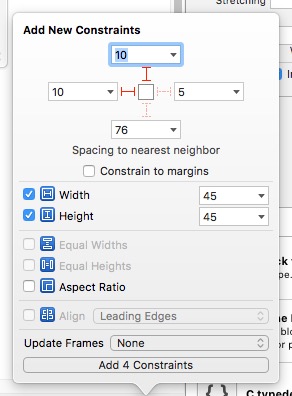 Stretching
Add New Constraints
10
10
5
76
Spacing to nearest neighbor
Constrain to margins
Width
45
Height
45
Equal Widths
Equal Heights
Aspect Ratio
Align
Leading Edges
Update Frames
None
Add 4 Constraints
C typede